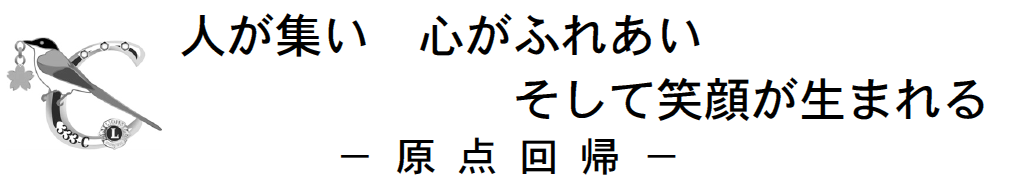 人が集い　心がふれあい
そして笑顔が生まれる
－ 原 点 回 帰 －
333-C
L